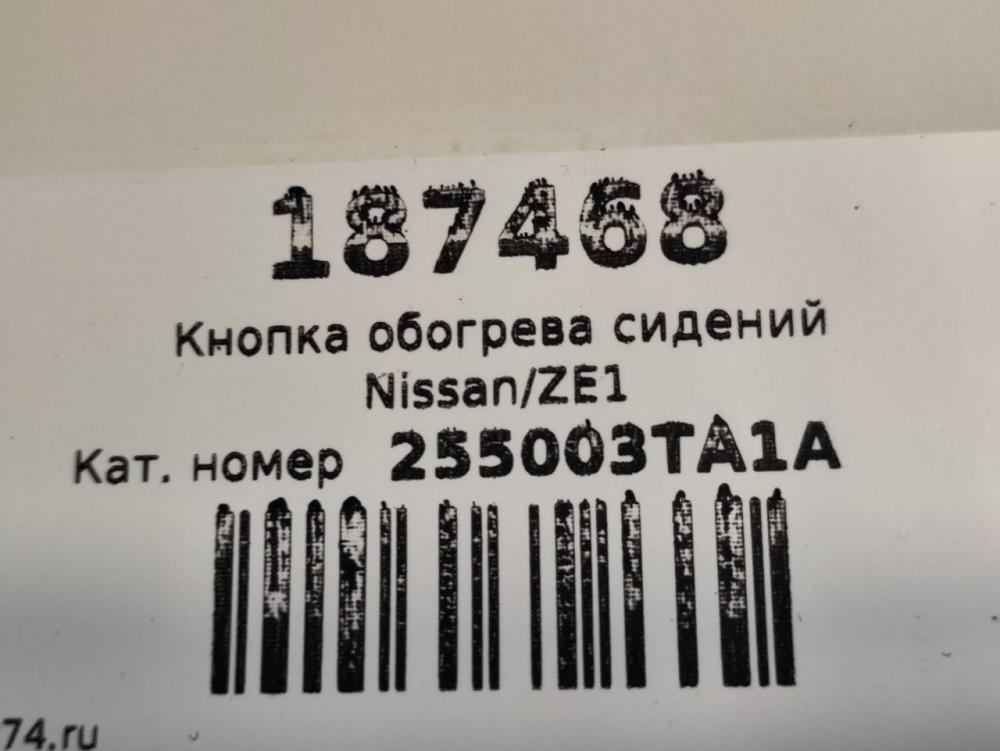 187468
Кнопка обогрева сидений
Nissan/ZE1
Кат. номер 255003TA1A
74.ru